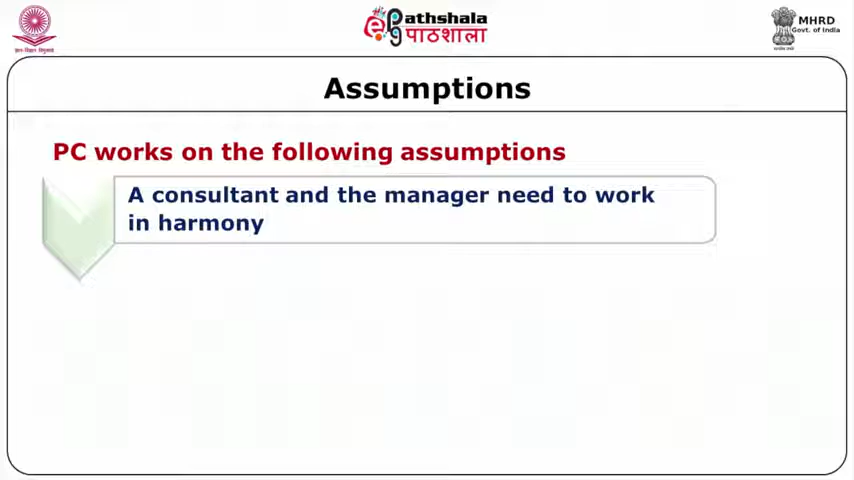 ePathshala
पाठशाला
MHRD
Govt. of India
Assumptions
PC works on the following assumptions
A consultant and the manager need to work
in harmony